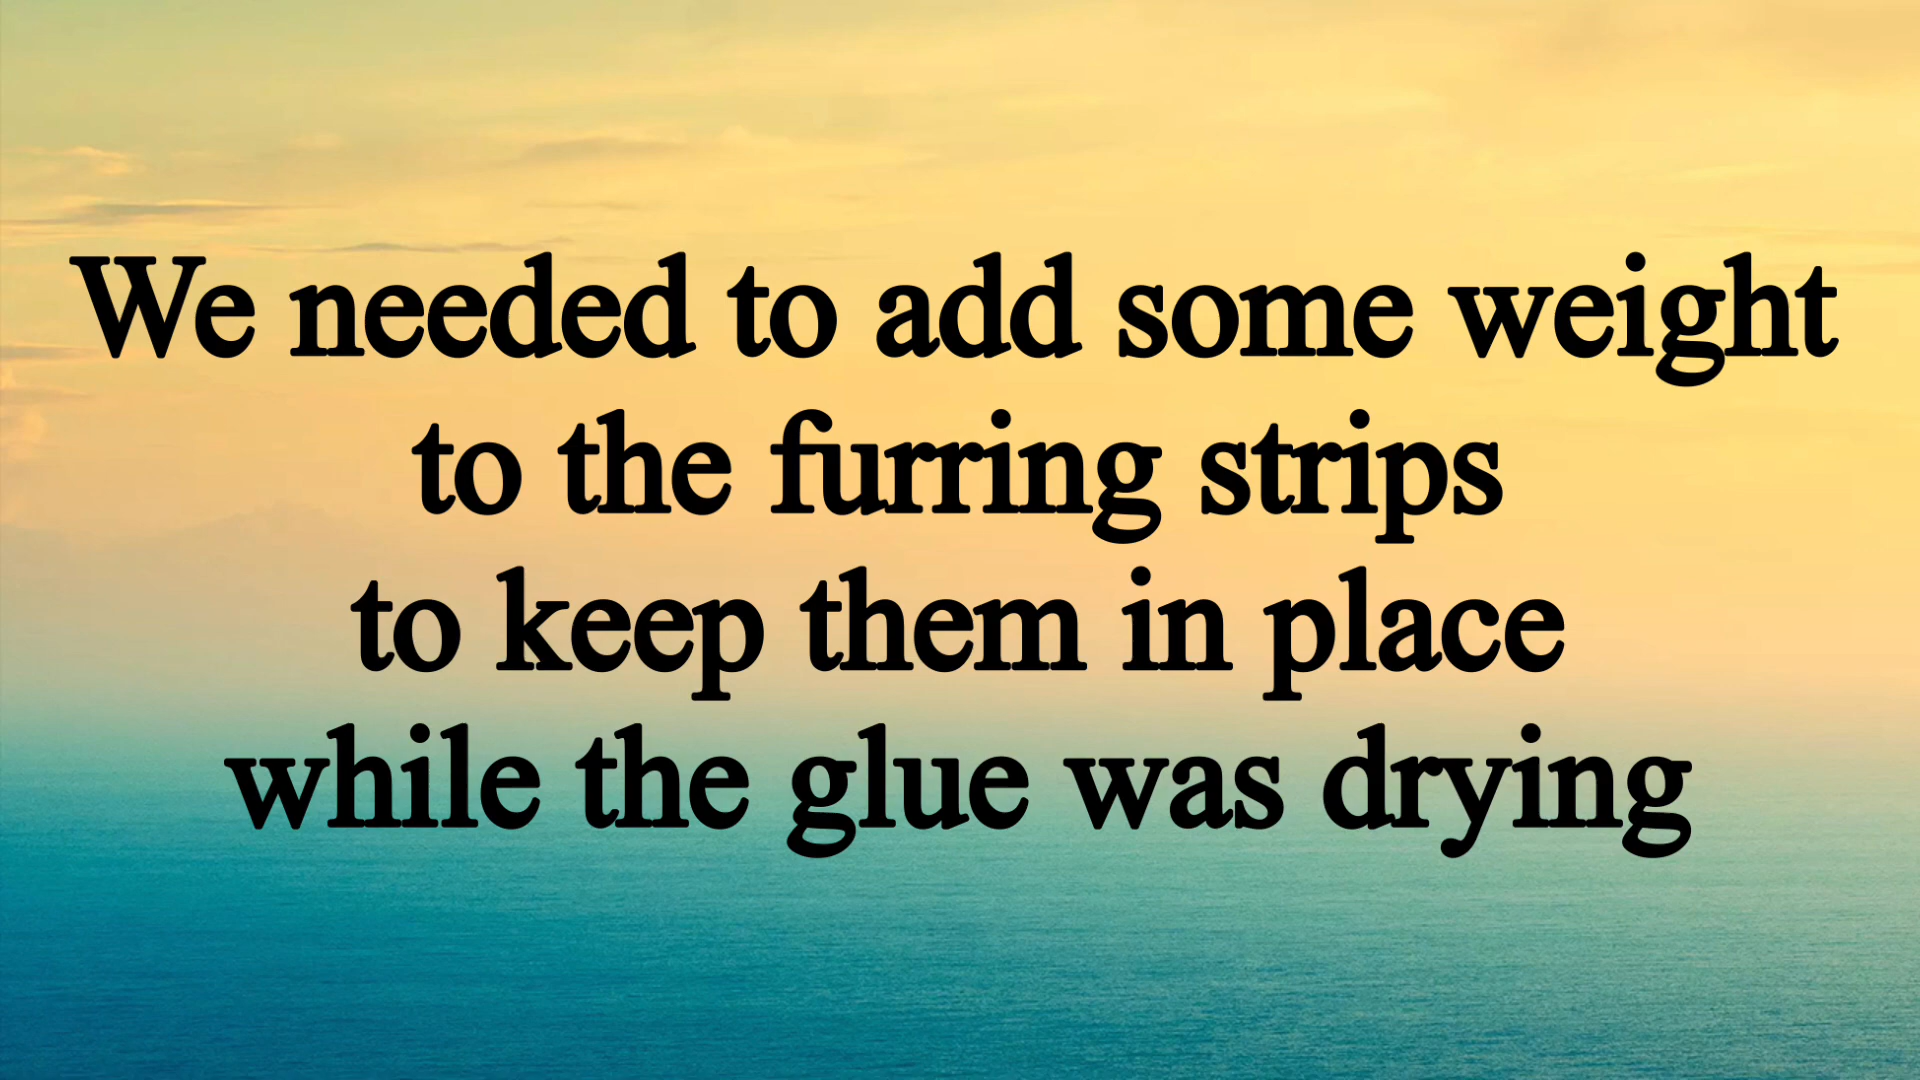 We needed to add some weight
to the furring strips
to keep them in place
while the glue was drying